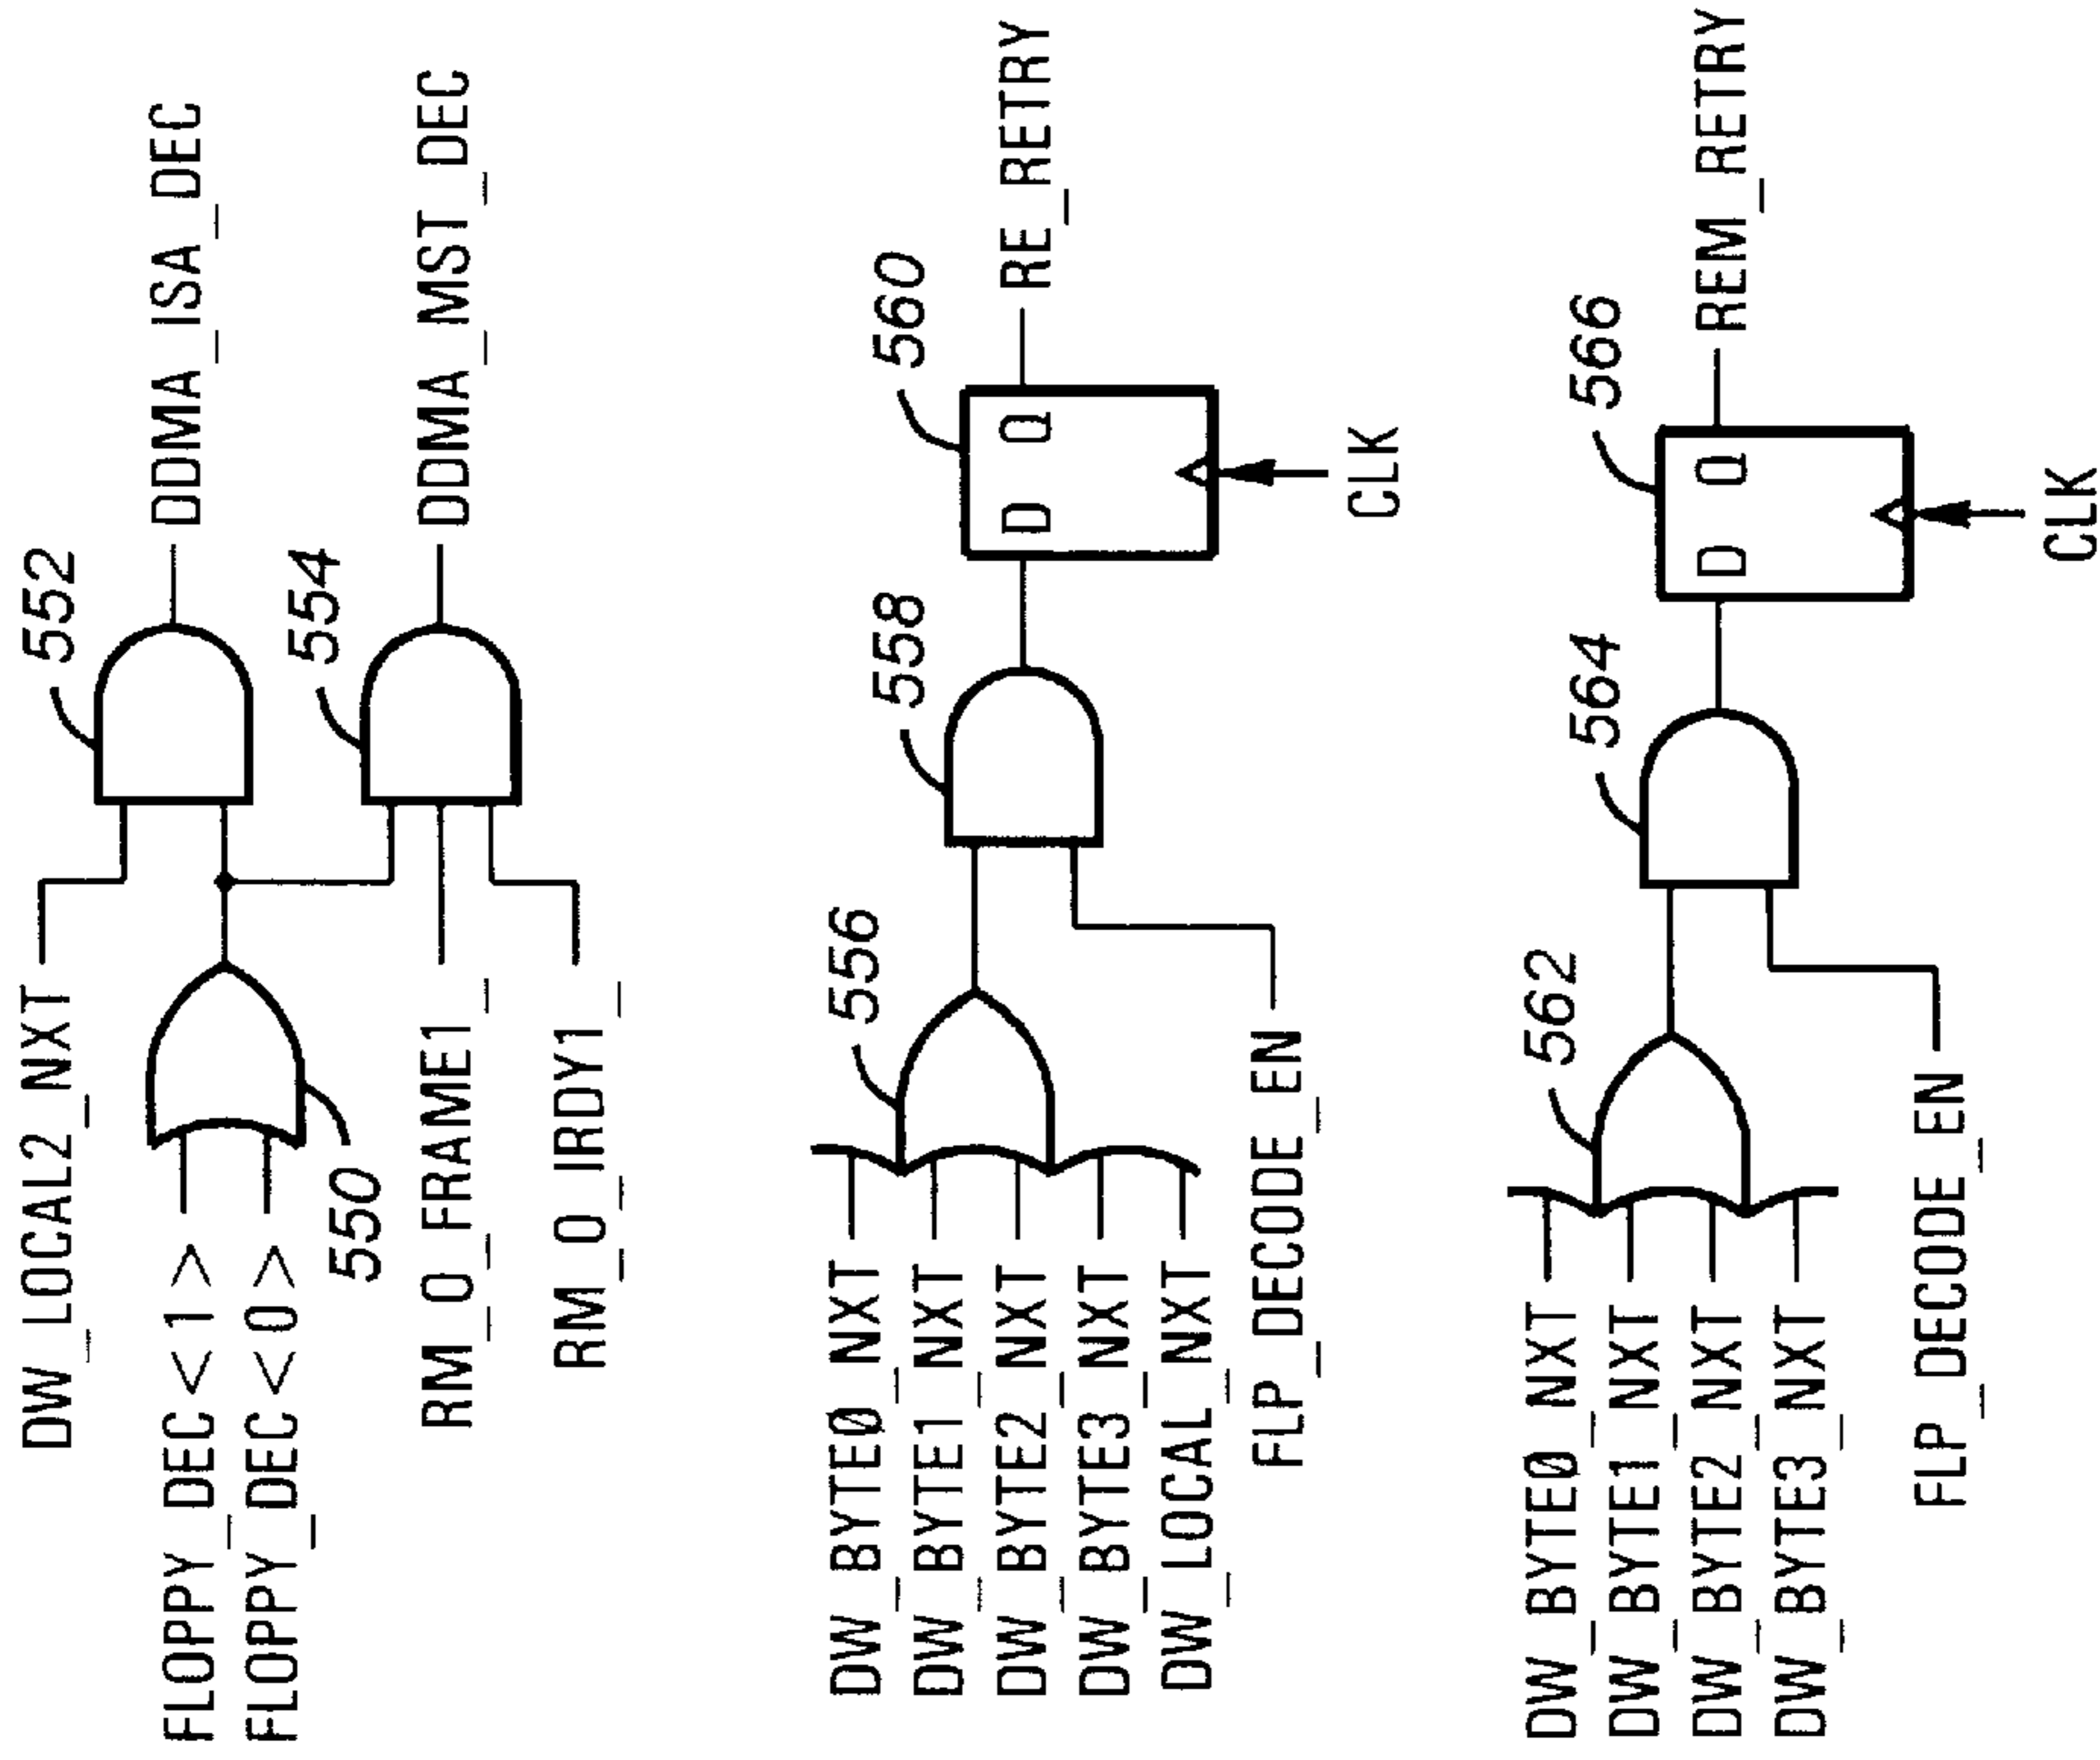 DW_LOCAL2_NXT
552
DDMA_ISA_DEC
FLOPPY_DEC<1>
FLOPPY_DEC<0>
550
554
DDMA_MST_DEC
RM_O_FRAME1_
RM_O_IRDY1_
DW_BYTE0_NXT
DW_BYTE1_NXT
DW_BYTE2_NXT
DW_BYTE3_NXT
DW_LOCAL_NXT
FLP_DECODE_EN
556
558
560
D Q
RE_RETRY
CLK
DW_BYTE0_NXT
DW_BYTE1_NXT
DW_BYTE2_NXT
DW_BYTE3_NXT
FLP_DECODE_EN
562
564
566
D Q
REM_RETRY
CLK